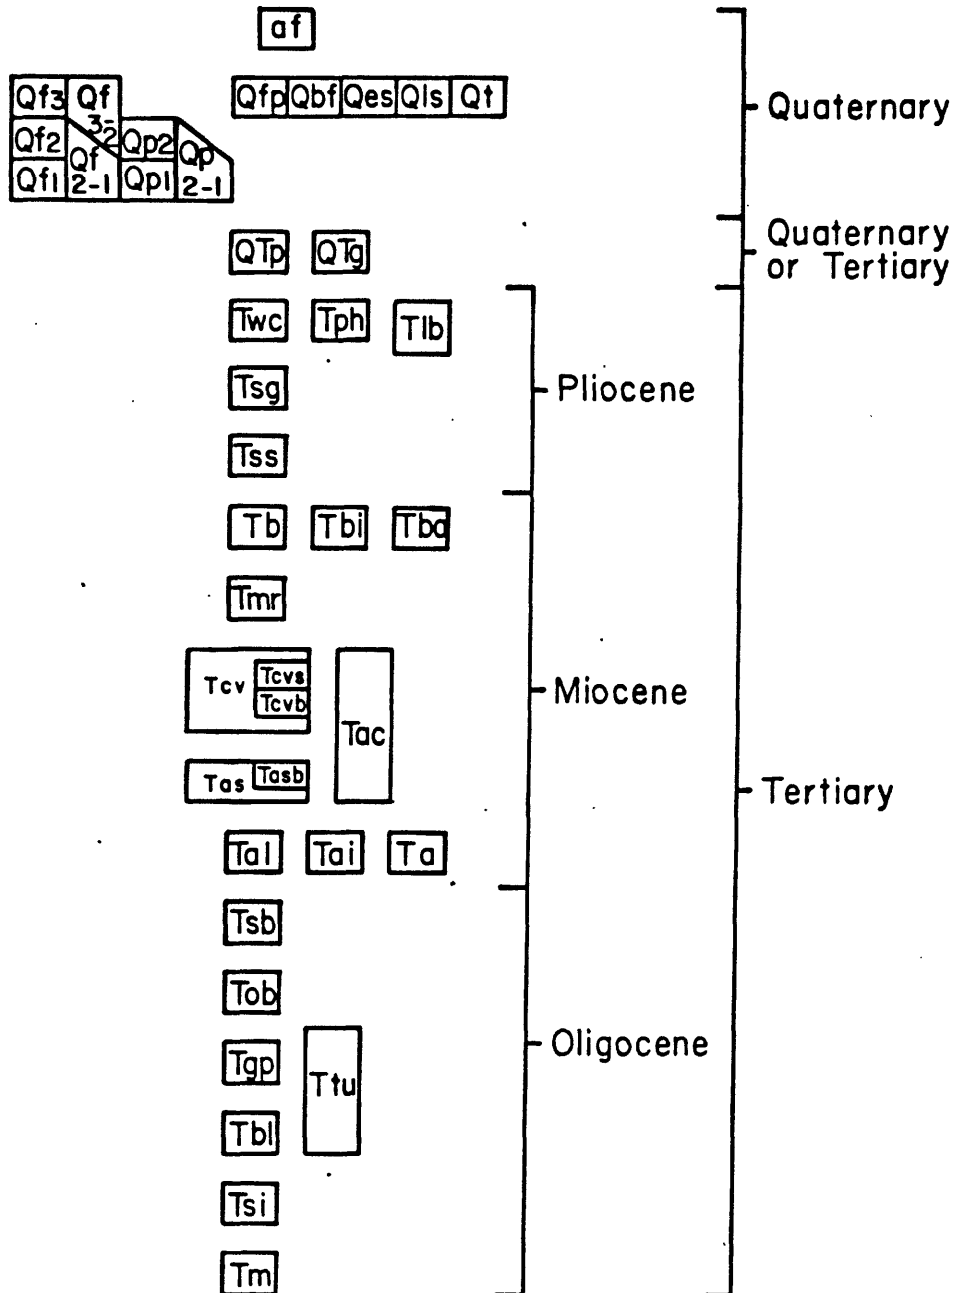 af
Qf3 Qf 3-2 Qfp Qbf Qes Qls Qt
Quaternary
Qf2 Qf 2-1 Qp2 Qp 2-1
Qf1 Qp1
QTp QTg
Quaternary
or Tertiary
Twc Tph Tlb
Tsg
Pliocene
Tss
Tb Tbi Tba
Tmr
Tcv Tcvs
Tcvb
Miocene
Tac
Tas Tasb
Tertiary
Tal Tai Ta
Tsb
Tob
Oligocene
Tgp
Ttu
Tbl
Tsi
Tm